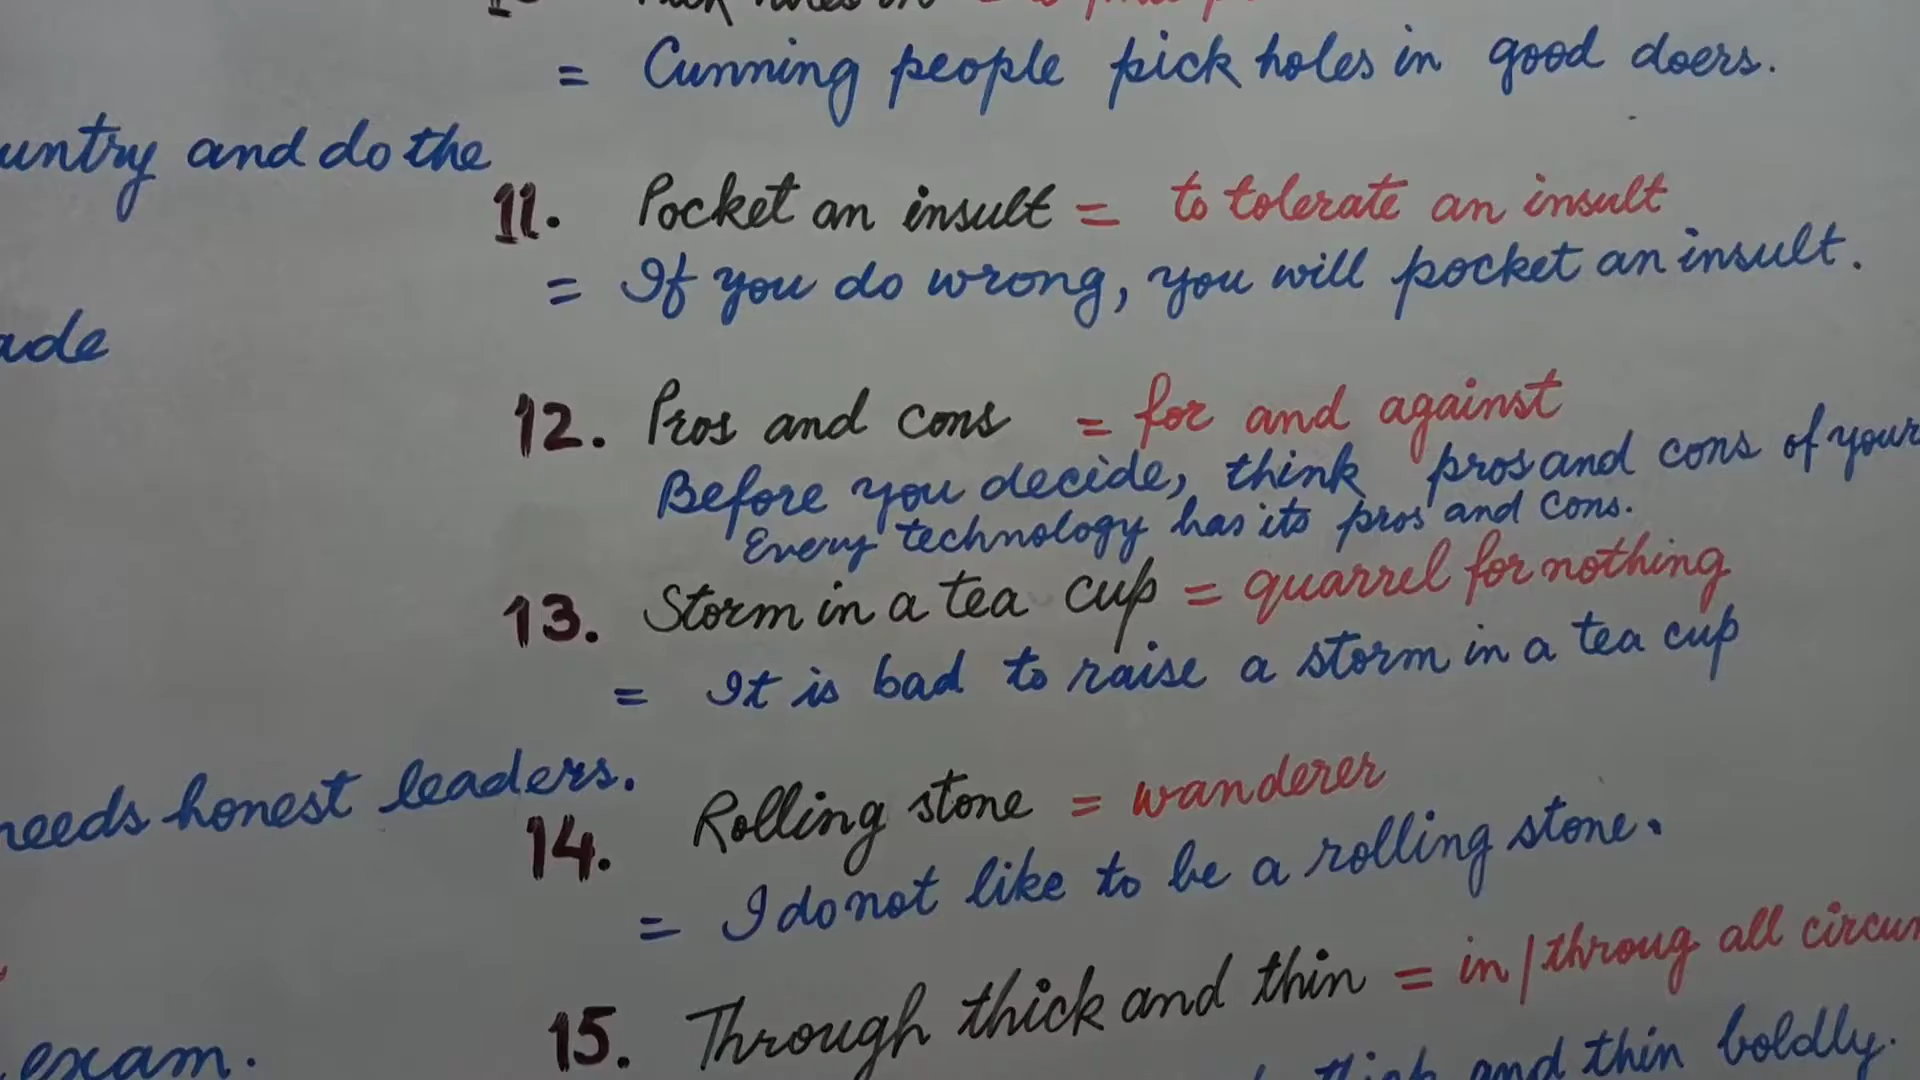 = Cunning people pick holes in good doers.
untry and do the
11. Pocket an insult = to tolerate an insult
= If you do wrong, you will pocket an insult.
ade
12. Pros and cons = for and against
Before you decide, think pros and cons of your
Every technology has its pros and cons.
13. Storm in a tea cup = quarrel for nothing
= It is bad to raise a storm in a tea cup
needs honest leaders.
14. Rolling stone = wanderer
= I do not like to be a rolling stone.
15. Through thick and thin = in/throug all circum
exam.
thick and thin boldly.